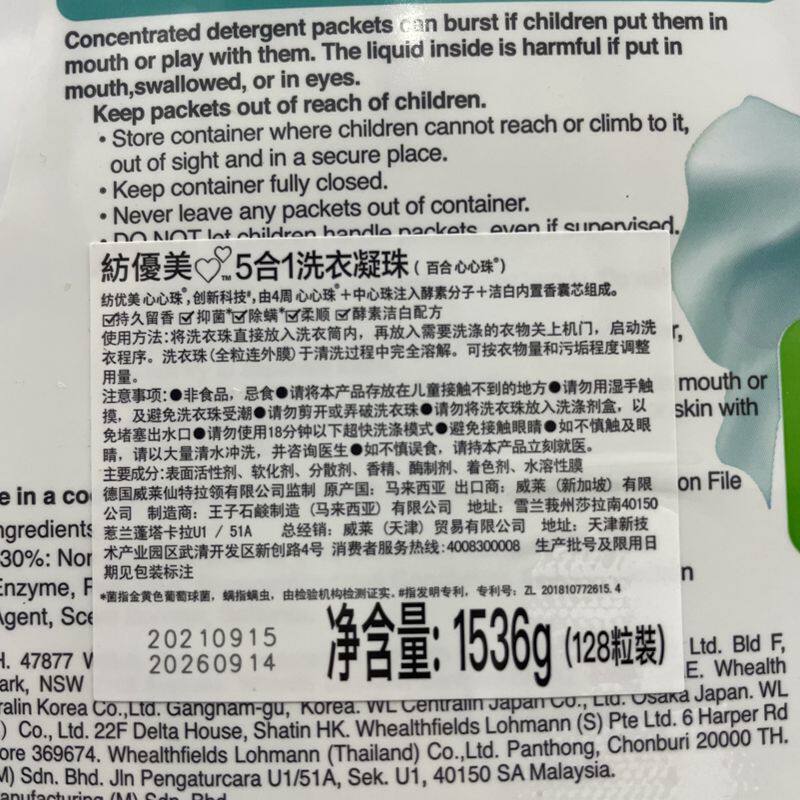 Concentrated detergent packets can burst if children put them in
mouth or play with them. The liquid inside is harmful if put in
mouth,swallowed, or in eyes.
Keep packets out of reach of children.
• Store container where children cannot reach or climb to it,
out of sight and in a secure place.
• Keep container fully closed.
• Never leave any packets out of container.
• DO NOT let children handle packets, even if supervised.
紡優美♡♡™5合1洗衣凝珠(百合心心珠®)
纺优美心心珠®,创新科技#,由4周 心心珠®+中心珠注入酵素分子+洁白内置香囊芯组成。
☑持久留香 ☑抑菌*☑除螨*☑柔顺 ☑酵素洁白配方
使用方法:将洗衣珠直接放入洗衣筒内，再放入需要洗涤的衣物关上机门，启动洗
衣程序。洗衣珠(全粒连外膜)于清洗过程中完全溶解。可按衣物量和污垢程度调整
用量。
注意事项:●非食品，忌食●请将本产品存放在儿童接触不到的地方●请勿用湿手触
摸，及避免洗衣珠受潮●请勿剪开或弄破洗衣珠●请勿将洗衣珠放入洗涤剂盒，以
免堵塞出水口●请勿使用18分钟以下超快洗涤模式●避免接触眼睛●如不慎触及眼
睛，请以大量清水冲洗，并咨询医生●如不慎误食，请持本产品立刻就医。
主要成分:表面活性剂、软化剂、分散剂、香精、酶制剂、着色剂、水溶性膜
德国威莱仙特拉领有限公司监制 原产国：马来西亚 出口商：威莱（新加坡）有限
公司 制造商：王子石鹼制造（马来西亚）有限公司 地址：雪兰莪州莎拉南40150
惹兰蓬塔卡拉U1 / 51A 总经销：威莱（天津）贸易有限公司 地址：天津新技
术产业园区武清开发区新创路4号 消费者服务热线:4008300008 生产批号及限用日
期见包装标注
*菌指金黄色葡萄球菌，螨指螨虫，由检验机构检测证实。#指发明专利，专利号：ZL 201810772615.4
20210915
20260914
净含量: 1536g (128粒裝)
r,
mouth or
skin with
on File
e in a co
ngredients
30%: Nor
Enzyme, F
n
Agent, Sce
H. 47877 W
Ltd. Bld F,
ark, NSW
E. Whealth
ralin Korea Co.,Ltd. Gangnam-gu, Korea. WL Centralin Japan Co., Ltd. Osaka Japan. WL
) Co., Ltd. 22F Delta House, Shatin HK. Whealthfields Lohmann (S) Pte Ltd. 6 Harper Rd
ore 369674. Whealthfields Lohmann (Thailand) Co.,Ltd. Panthong, Chonburi 20000 TH.
M) Sdn. Bhd. Jln Pengaturcara U1/51A, Sek. U1, 40150 SA Malaysia.
anufacturing (M) Sdn. Bhd.